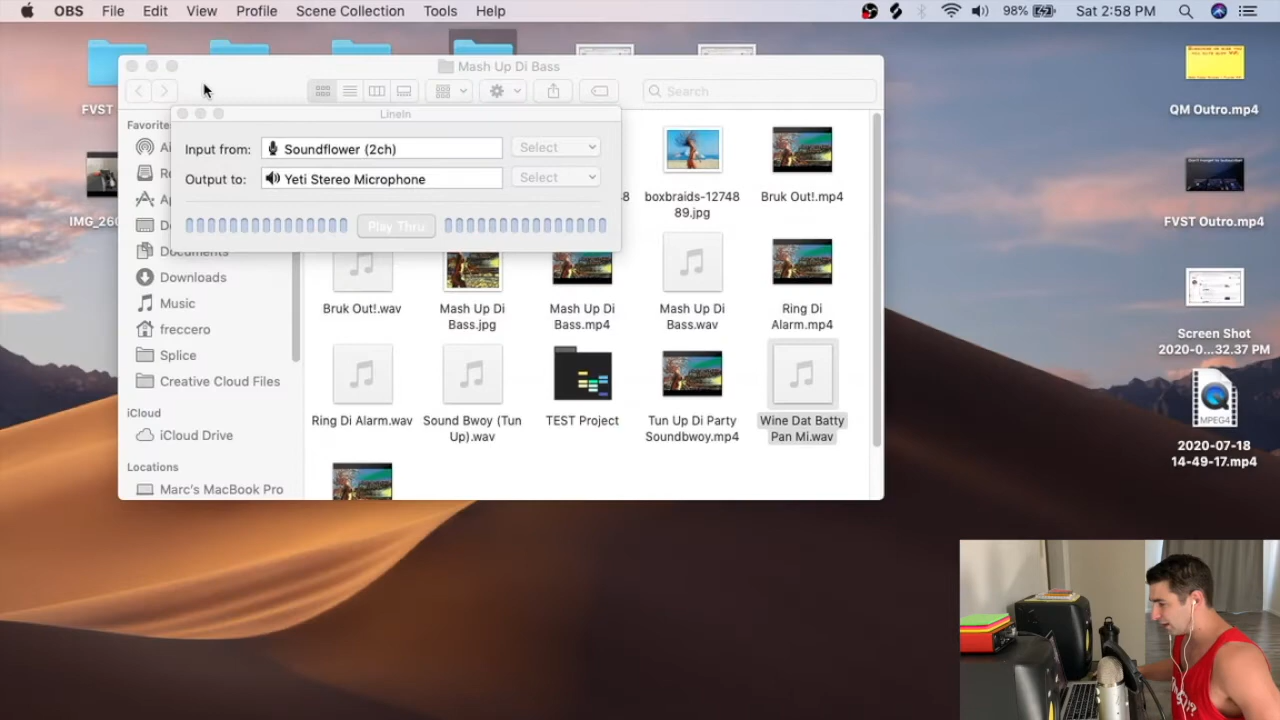 OBS File Edit View Profile Scene Collection Tools Help
98% Sat 2:58 PM
Mash Up Di Bass
Search
FVST
LineIn
Favorites
Input from: Soundflower (2ch) Select
Output to: Yeti Stereo Microphone Select
Play Thru
Documents
Downloads
Music
freccero
Splice
Creative Cloud Files
iCloud
iCloud Drive
Locations
Marc's MacBook Pro
8
boxbraids-12748
89.jpg
Bruk Out!.mp4
Bruk Out!.wav
Mash Up Di
Bass.jpg
Mash Up Di
Bass.mp4
Mash Up Di
Bass.wav
Ring Di
Alarm.mp4
Ring Di Alarm.wav
Sound Bwoy (Tun
Up).wav
TEST Project
Tun Up Di Party
Soundbwoy.mp4
Wine Dat Batty
Pan Mi.wav
IMG_260
QM Outro.mp4
FVST Outro.mp4
Screen Shot
2020-0...32.37 PM
MPEG4
2020-07-18
14-49-17.mp4